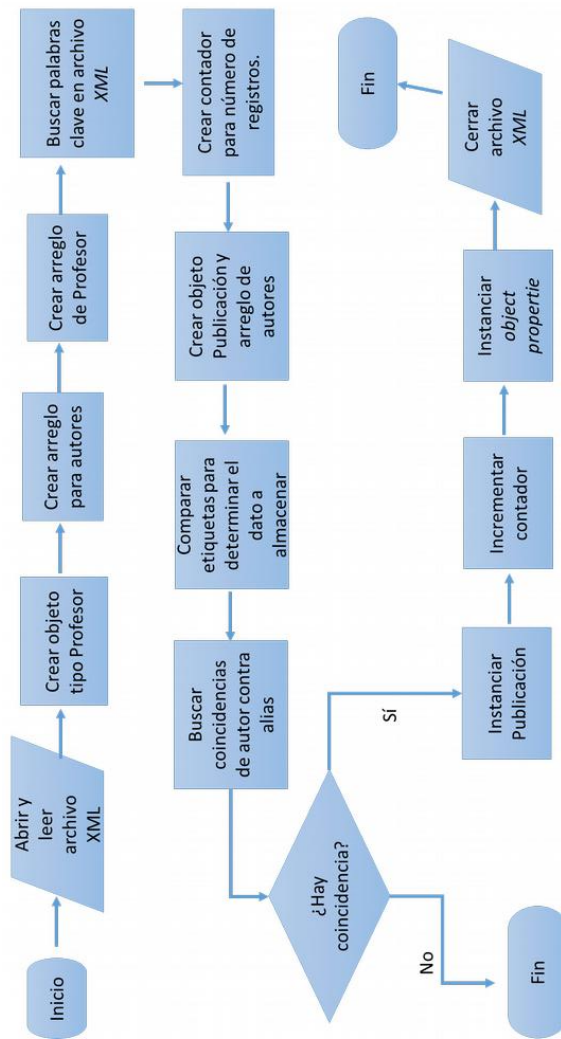 Inicio
Abrir y
leer
archivo
XML
Crear objeto
tipo Profesor
Crear arreglo
para autores
Crear arreglo
de Profesor
Buscar palabras
clave en archivo
XML
Crear contador
para número de
registros.
Crear objeto
Publicación y
arreglo de
autores
Comparar
etiquetas para
determinar el
dato a
almacenar
Buscar
coincidencias
de autor contra
alias
¿Hay
coincidencia?
No
Fin
Sí
Instanciar
Publicación
Incrementar
contador
Instanciar
object
propertie
Cerrar
archivo
XML
Fin